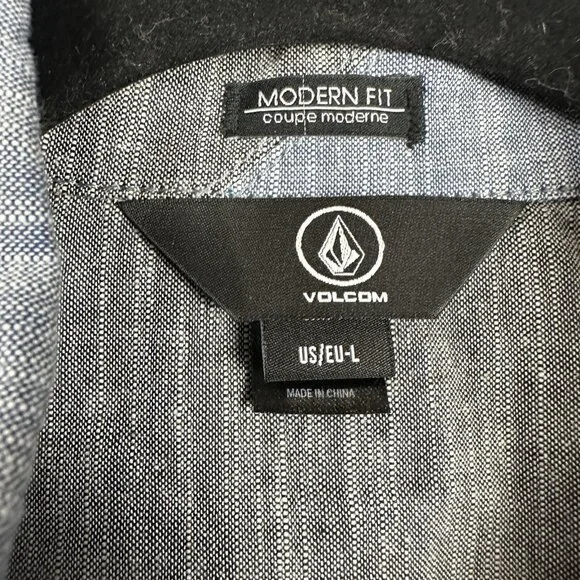 MODERN FIT
coupe moderne
VOLCOM
US/EU-L
MADE IN CHINA